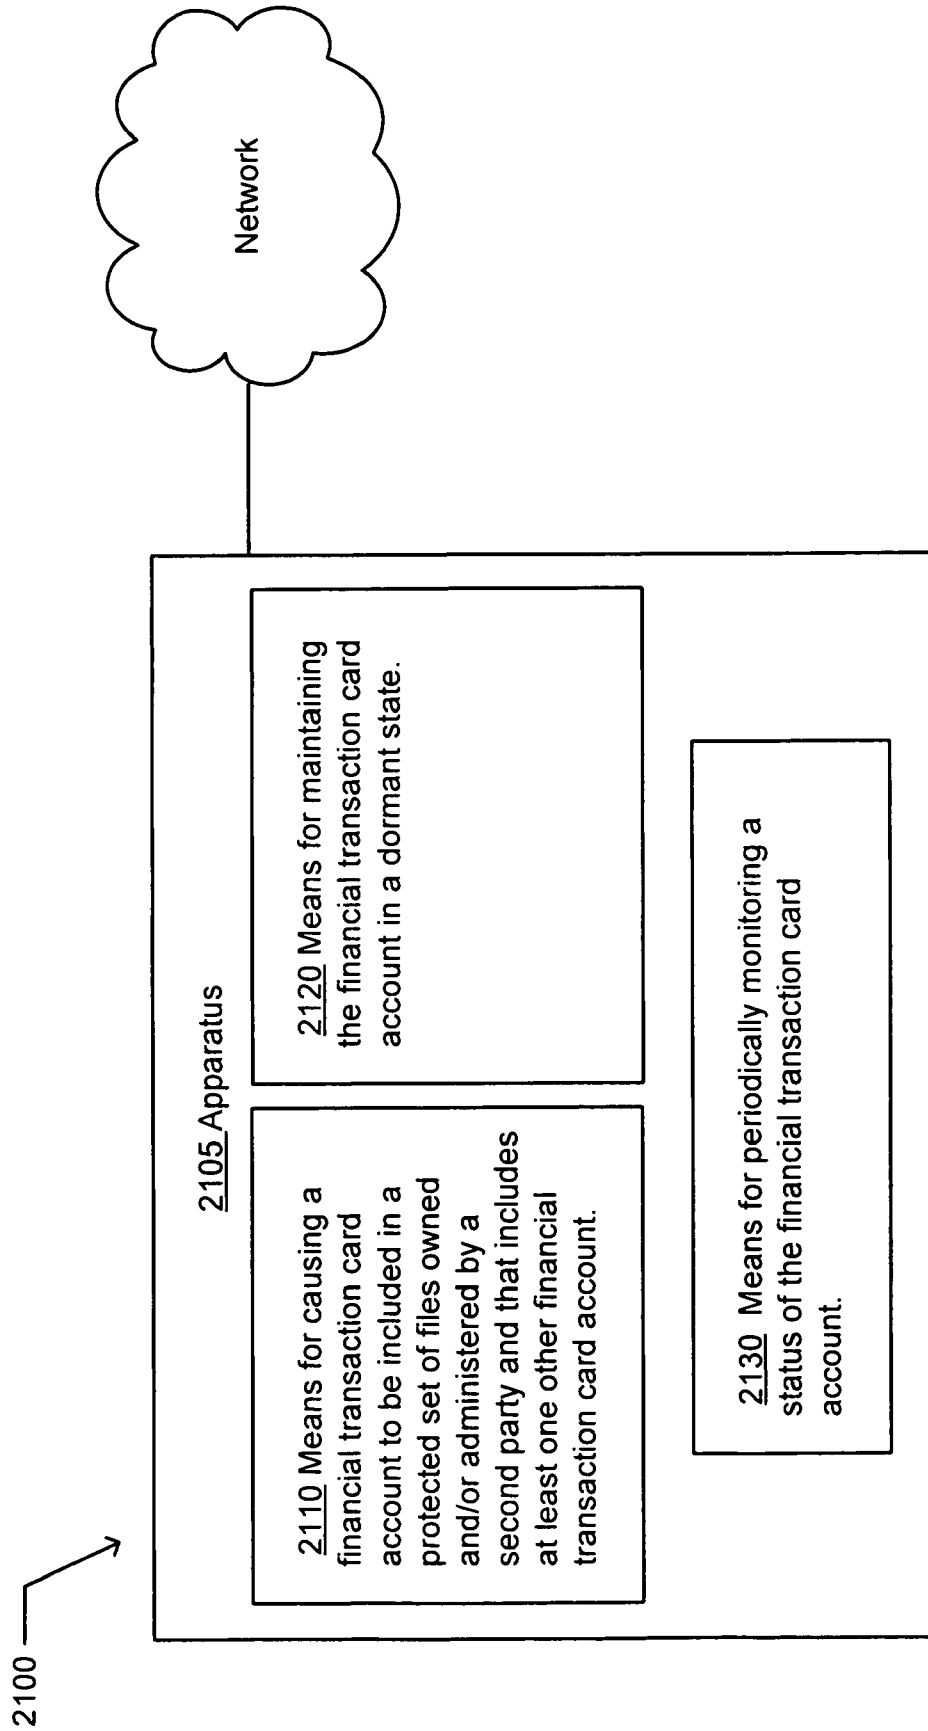 2100
2105 Apparatus
2110 Means for causing a
financial transaction card
account to be included in a
protected set of files owned
and/or administered by a
second party and that includes
at least one other financial
transaction card account.
2120 Means for maintaining
the financial transaction card
account in a dormant state.
2130 Means for periodically monitoring a
status of the financial transaction card
account.
Network